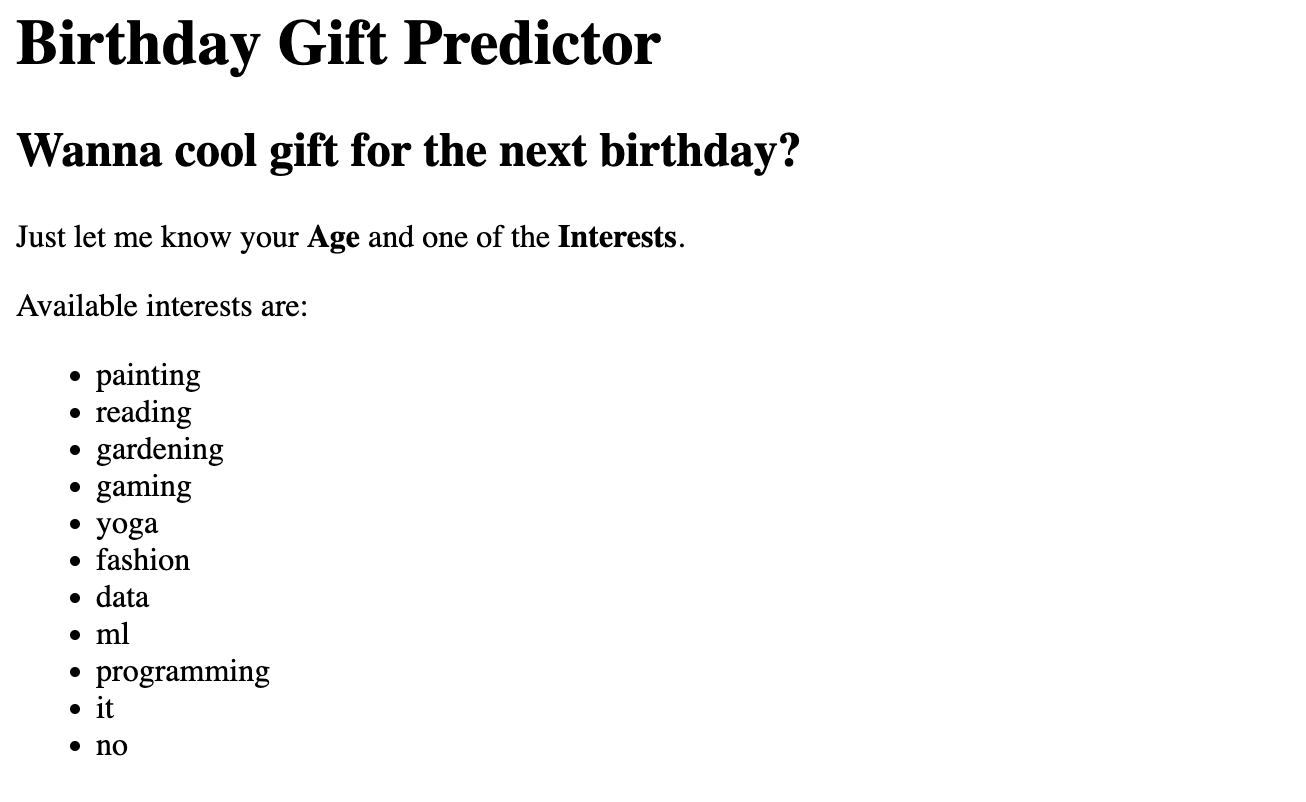 Birthday Gift Predictor
Wanna cool gift for the next birthday?
Just let me know your Age and one of the Interests.
Available interests are:
• painting
• reading
• gardening
• gaming
• yoga
• fashion
• data
• ml
• programming
• it
• no